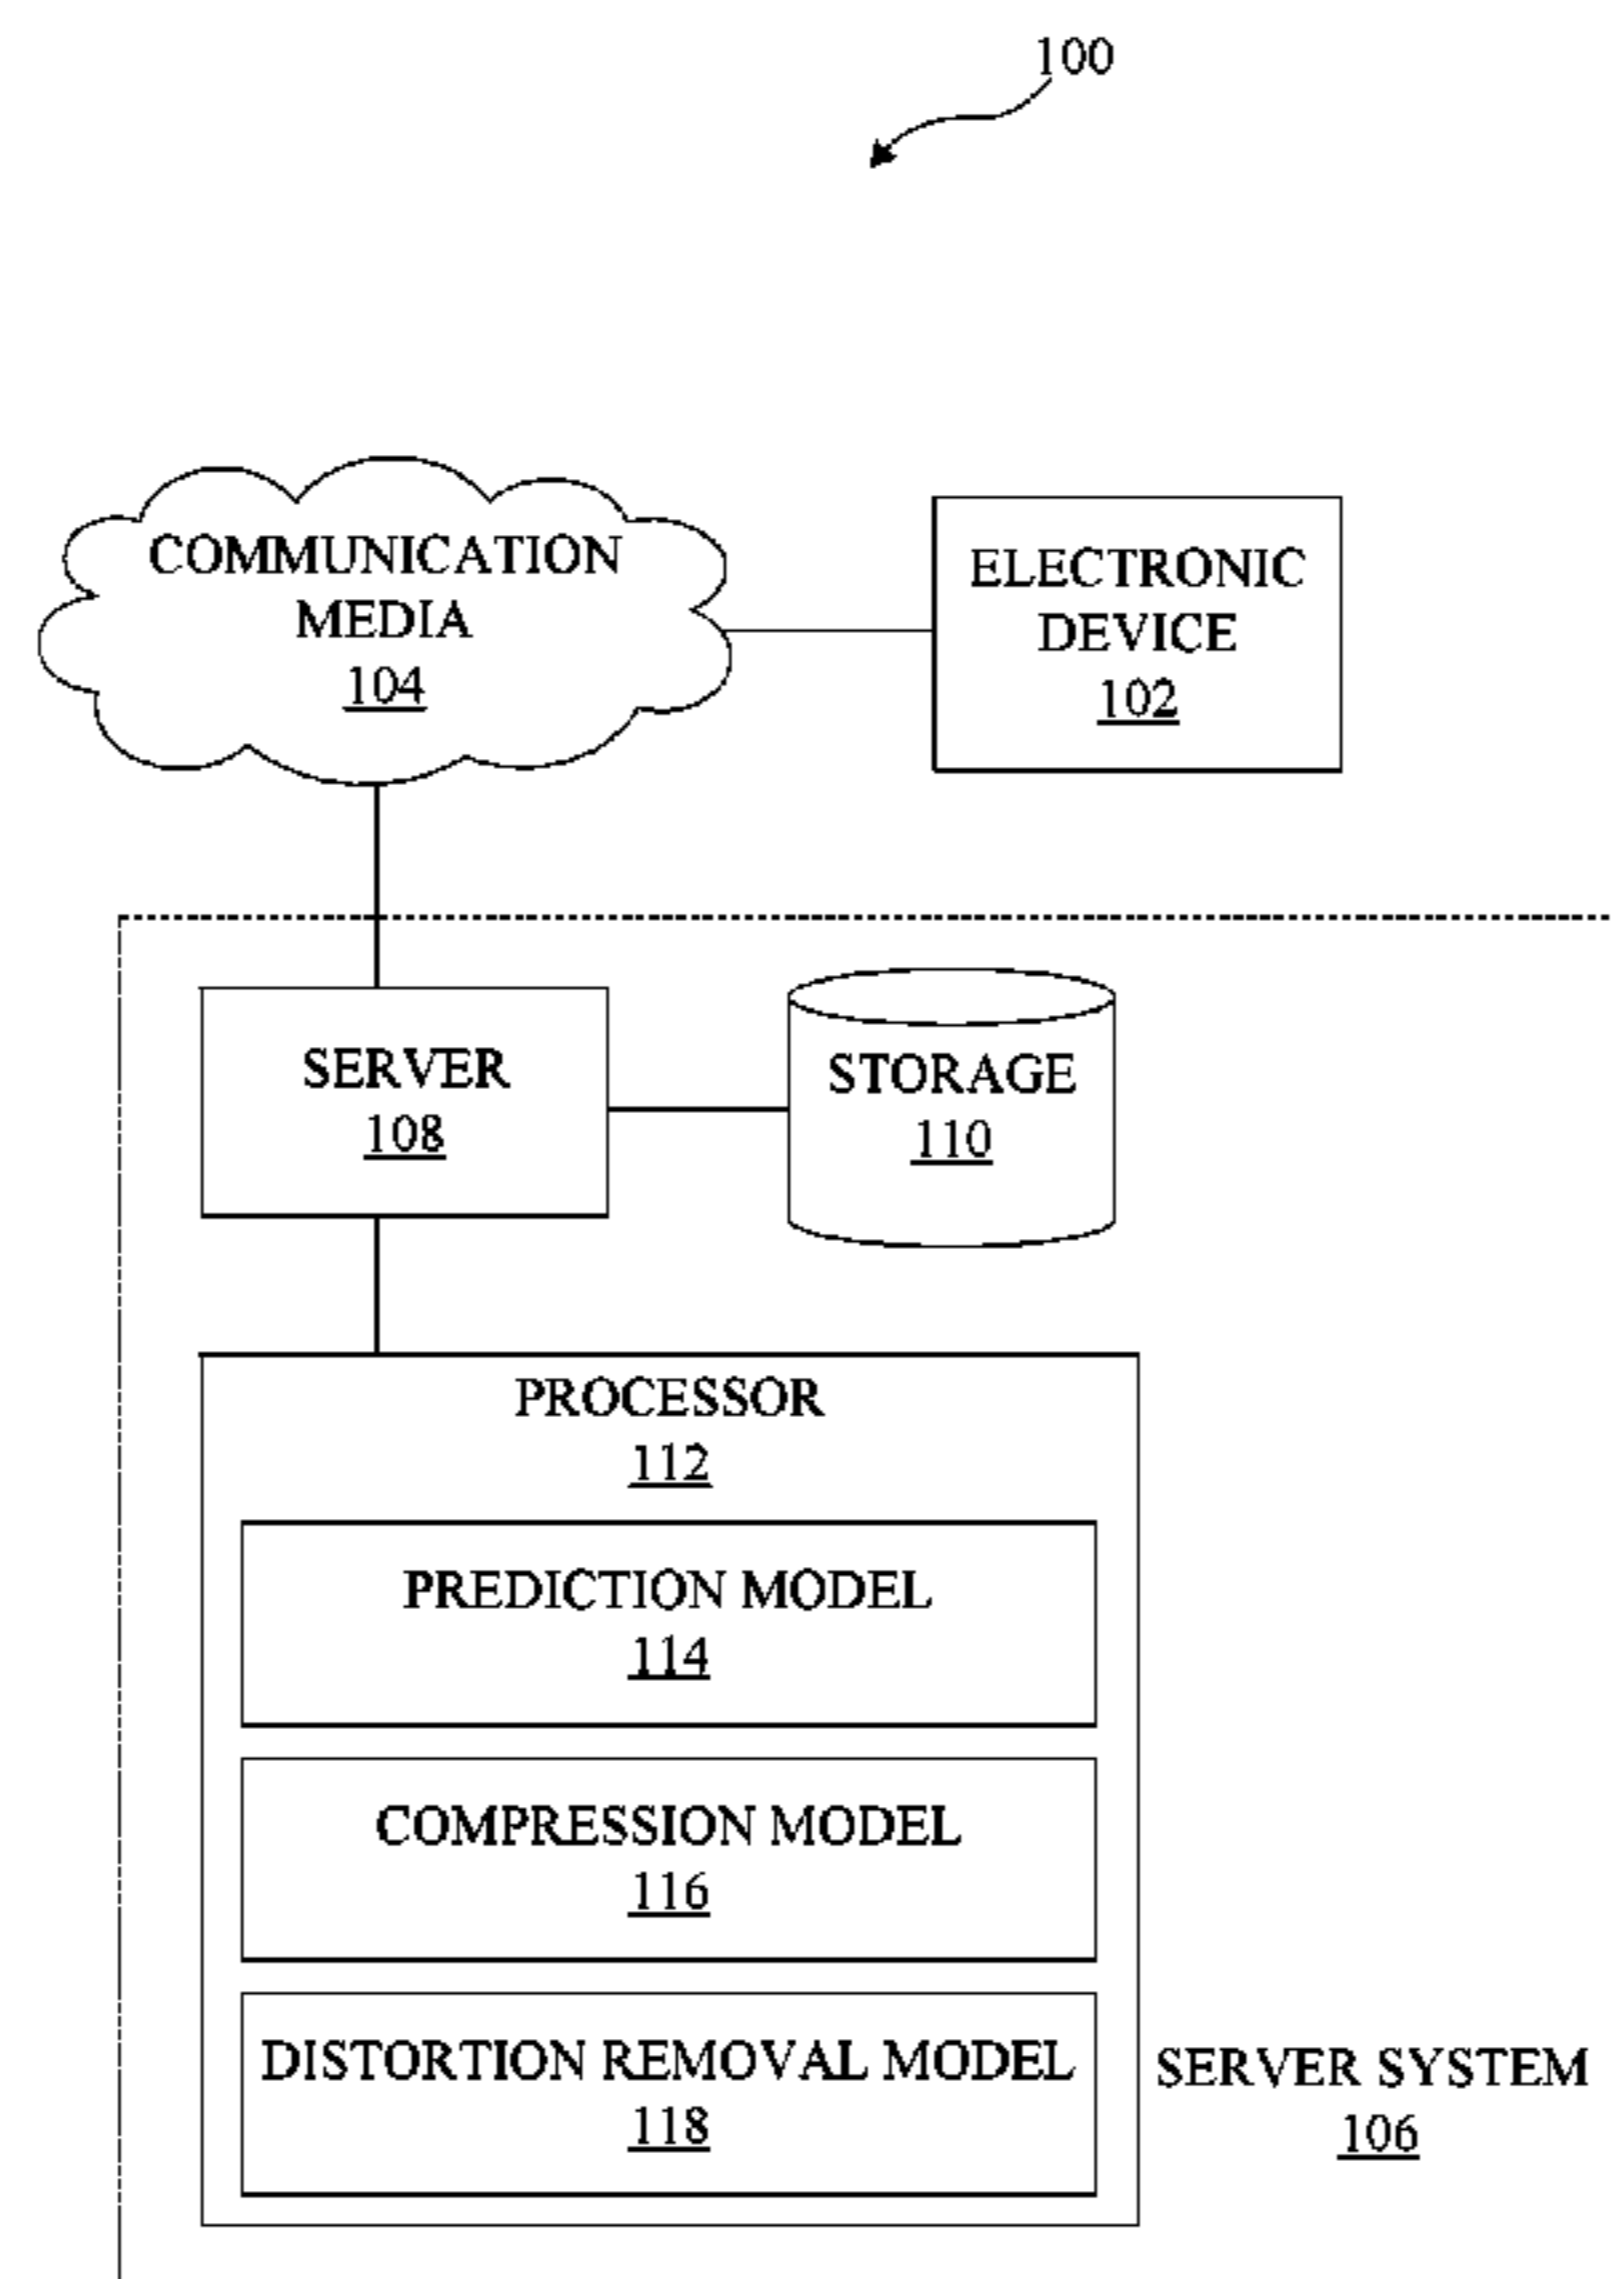 100
COMMUNICATION
MEDIA
104
ELECTRONIC
DEVICE
102
SERVER
108
STORAGE
110
PROCESSOR
112
PREDICTION MODEL
114
COMPRESSION MODEL
116
DISTORTION REMOVAL MODEL
118
SERVER SYSTEM
106